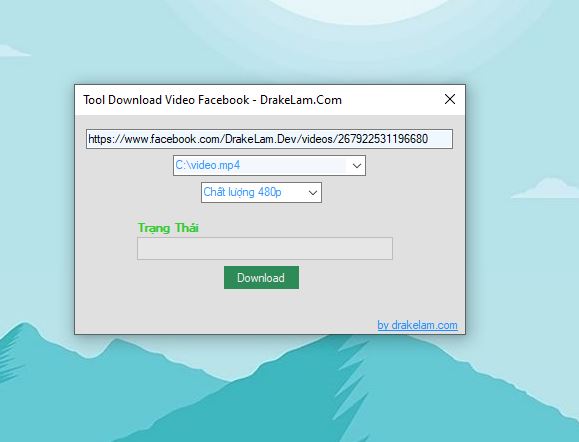 Tool Download Video Facebook - DrakeLam.Com
https://www.facebook.com/DrakeLam.Dev/videos/267922531196680
C:\video.mp4
Chất lượng 480p
Trạng Thái
Download
by drakelam.com